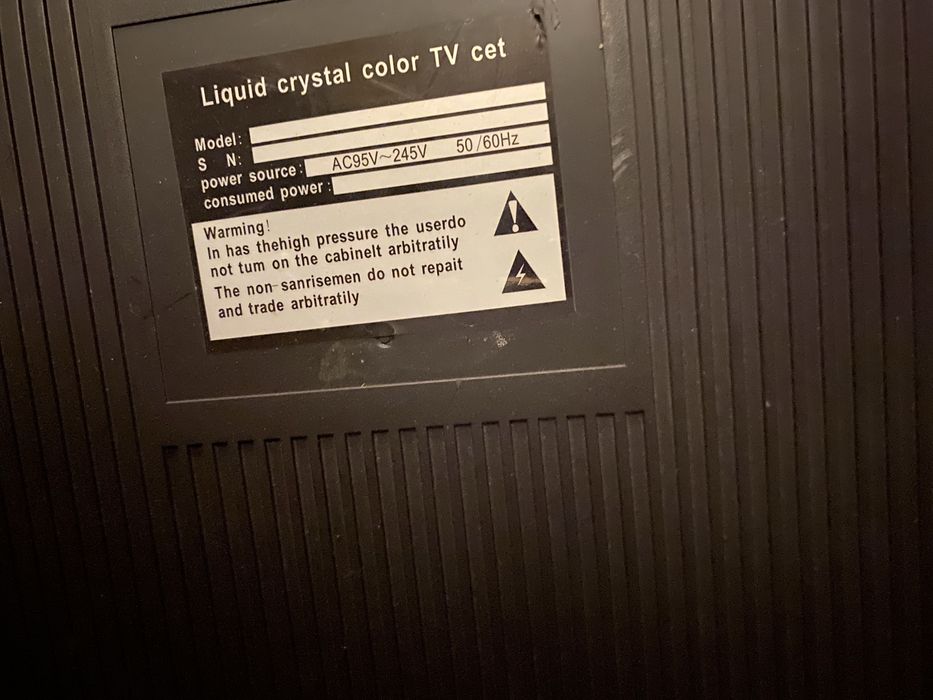 Liquid crystal color TV cet
Model:
S N:
power source: AC95V～245V 50/60Hz
consumed power:
Warming!
In has thehigh pressure the userdo
not tum on the cabinelt arbitratily
The non-sanrisemen do not repait
and trade arbitratily